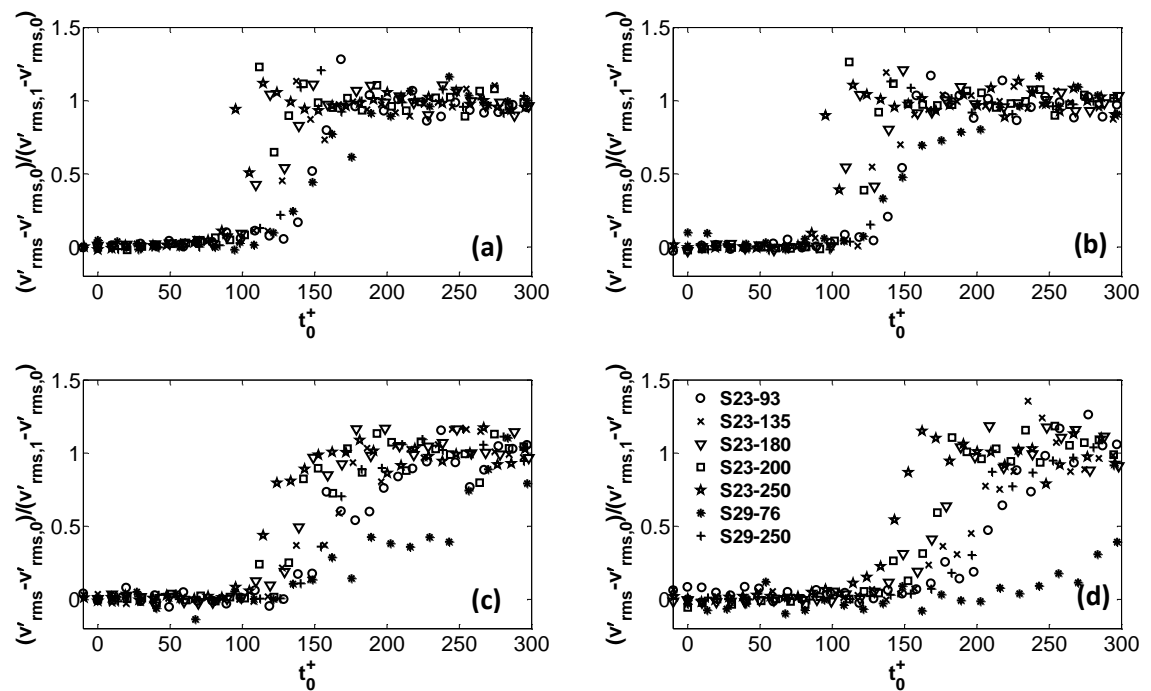 (v'rms-v'rms,0)/(v'rms,1-v'rms,0)
1.5
1
0.5
0
0 50 100 150 200 250 300
t0+
(a)
(v'rms-v'rms,0)/(v'rms,1-v'rms,0)
1.5
1
0.5
0
0 50 100 150 200 250 300
t0+
(b)
(v'rms-v'rms,0)/(v'rms,1-v'rms,0)
1.5
1
0.5
0
0 50 100 150 200 250 300
t0+
(c)
(v'rms-v'rms,0)/(v'rms,1-v'rms,0)
1.5
1
0.5
0
0 50 100 150 200 250 300
t0+
S23-93
S23-135
S23-180
S23-200
S23-250
S29-76
S29-250
(d)